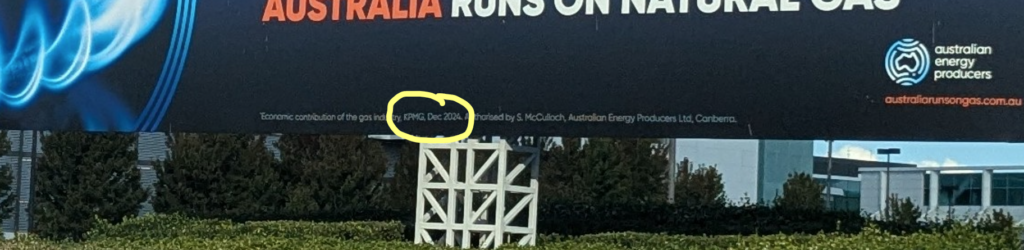 AUSTRALIA RUNS ON NATURAL GAS
australian
energy
producers
australiarunsongas.com.au
'Economic contribution of the gas industry, KPMG, Dec 2024. Authorised by S. McCulloch, Australian Energy Producers Ltd, Canberra.